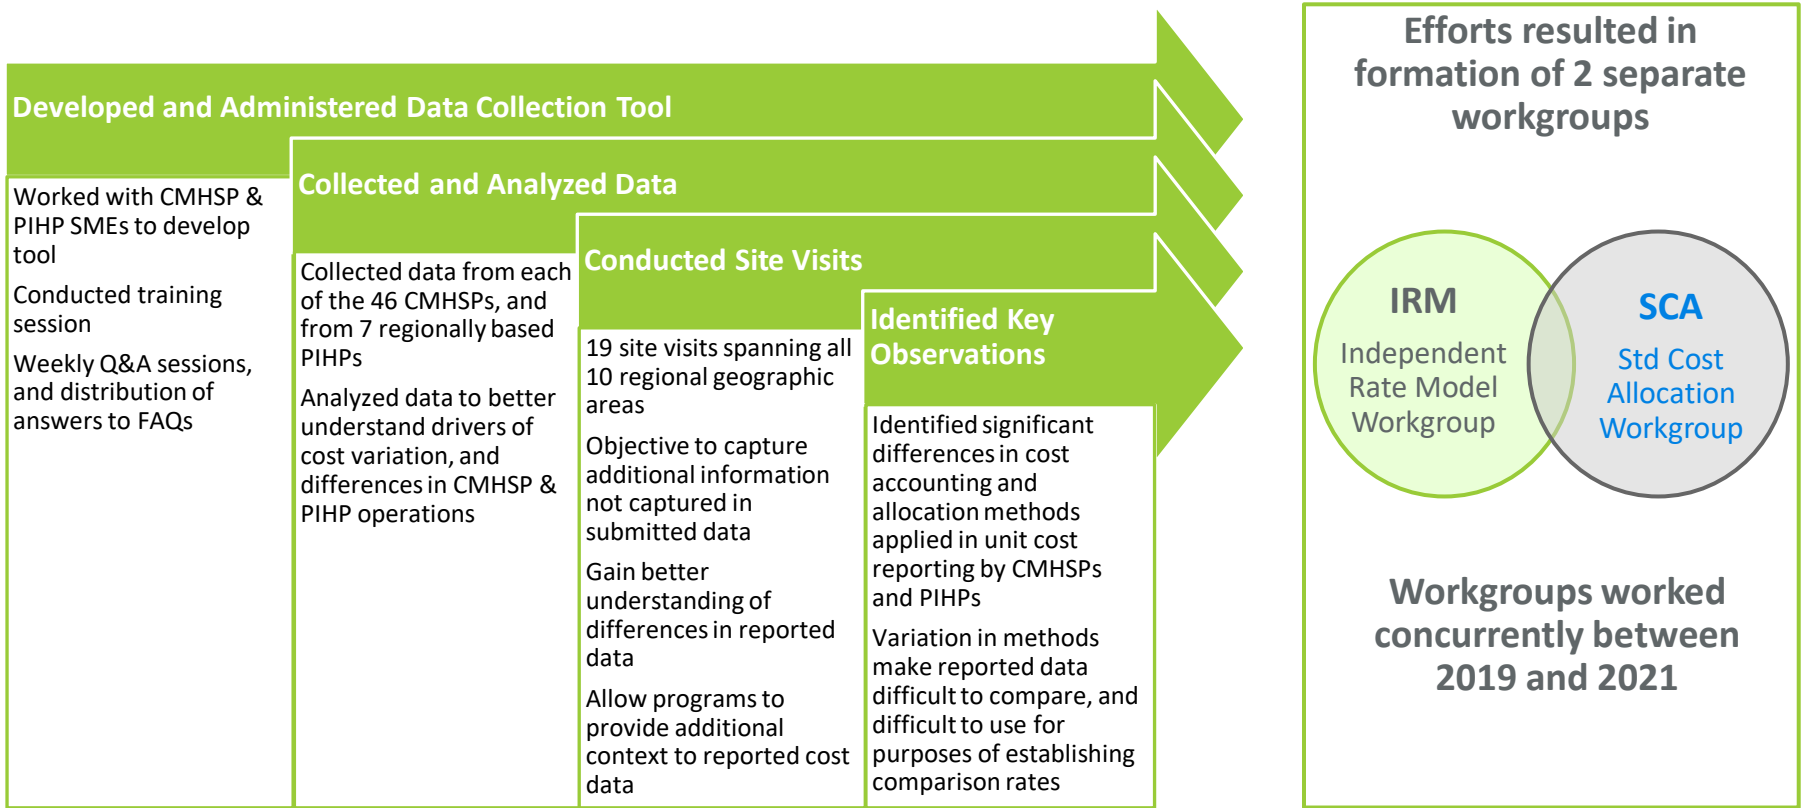 Developed and Administered Data Collection Tool
Worked with CMHSP &
PIHP SMEs to develop
tool
Conducted training
session
Weekly Q&A sessions,
and distribution of
answers to FAQs
Collected and Analyzed Data
Collected data from each
of the 46 CMHSPs, and
from 7 regionally based
PIHPs
Analyzed data to better
understand drivers of
cost variation, and
differences in CMHSP &
PIHP operations
Conducted Site Visits
19 site visits spanning all
10 regional geographic
areas
Objective to capture
additional information
not captured in
submitted data
Gain better
understanding of
differences in reported
data
Allow programs to
provide additional
context to reported cost
data
Identified Key
Observations
Identified significant
differences in cost
accounting and
allocation methods
applied in unit cost
reporting by CMHSPs
and PIHPs
Variation in methods
make reported data
difficult to compare, and
difficult to use for
purposes of establishing
comparison rates
Efforts resulted in
formation of 2 separate
workgroups
IRM
Independent
Rate Model
Workgroup
SCA
Std Cost
Allocation
Workgroup
Workgroups worked
concurrently between
2019 and 2021